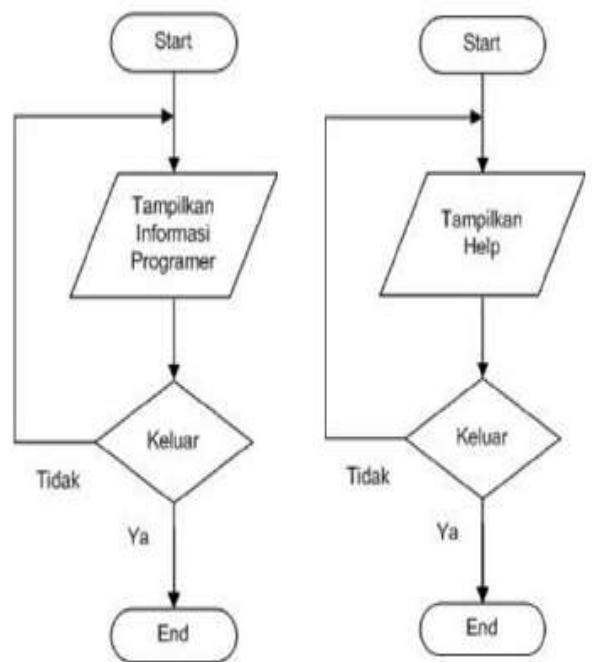 Start
Tampilkan
Informasi
Programer
Keluar
Tidak
Ya
End
Start
Tampilkan
Help
Keluar
Tidak
Ya
End